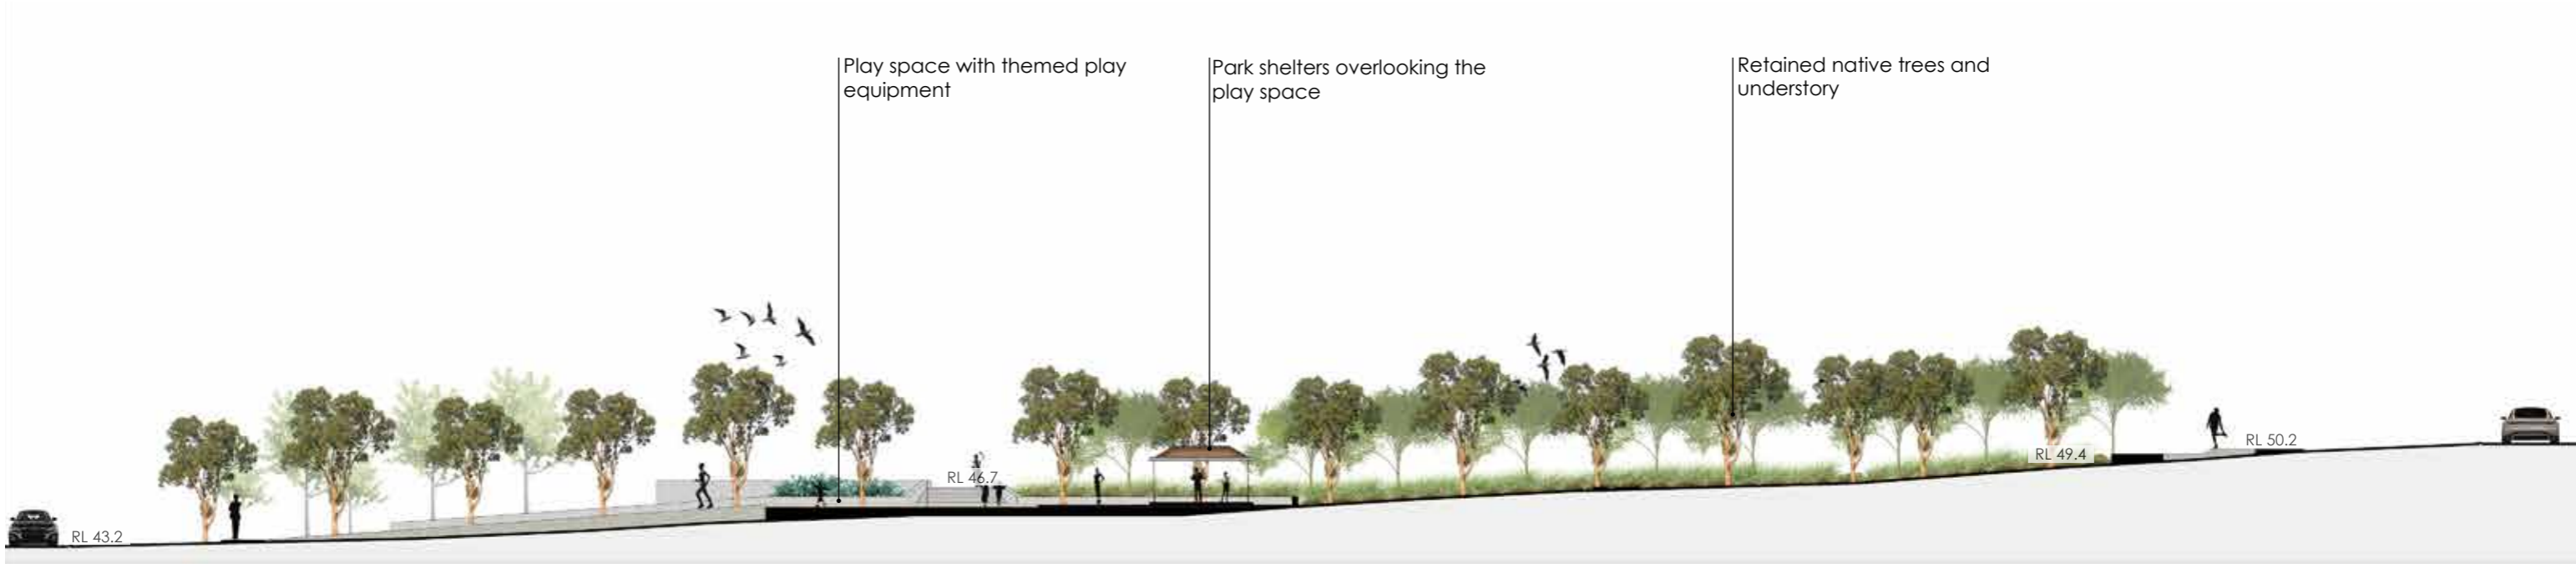 Play space with themed play
equipment
Park shelters overlooking the
play space
Retained native trees and
understory
RL 43.2
RL 46.7
RL 49.4
RL 50.2